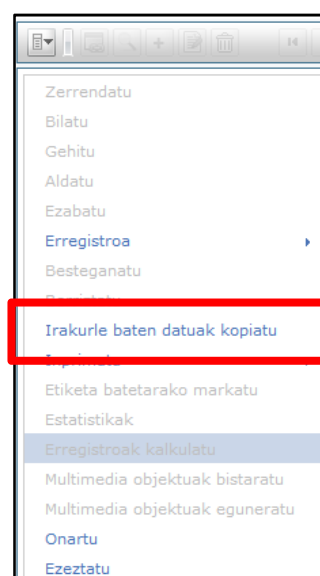 Zerrendatu
Bilatu
Gehitu
Aldatu
Ezabatu
Erregistroa
Besteganatu
Irakurle baten datuak kopiatu
Inprimatu
Etiketa batetarako markatu
Estatistikak
Erregistroak kalkulatu
Multimedia objektuak bistaratu
Multimedia objektuak eguneratu
Onartu
Ezeztatu